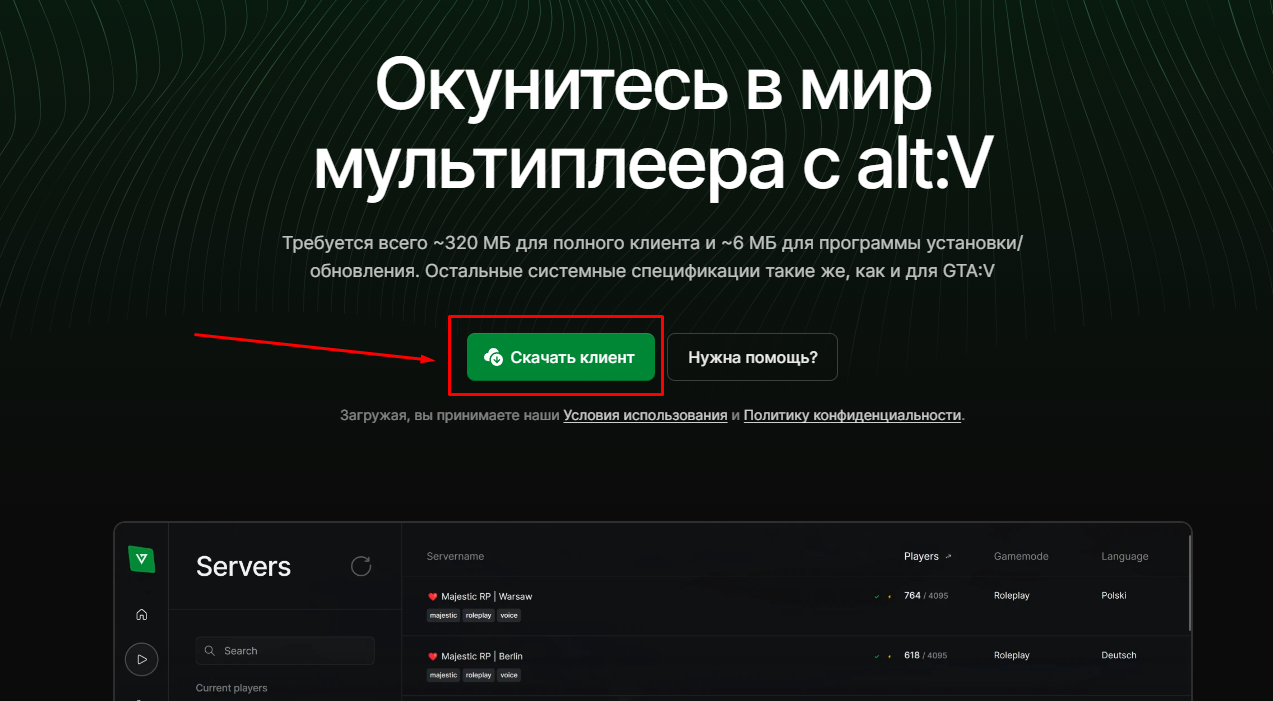 Окунитесь в мир
мультиплеера с alt:V
Требуется всего ~320 МБ для полного клиента и ~6 МБ для программы установки/
обновления. Остальные системные спецификации такие же, как и для GTA:V
Скачать клиент
Нужна помощь?
Загружая, вы принимаете наши Условия использования и Политику конфиденциальности.
Servers
Search
Current players
Servername Players Gamemode Language
Majestic RP | Warsaw 764 / 4095 Roleplay Polski
majestic roleplay voice
Majestic RP | Berlin 618 / 4095 Roleplay Deutsch
majestic roleplay voice